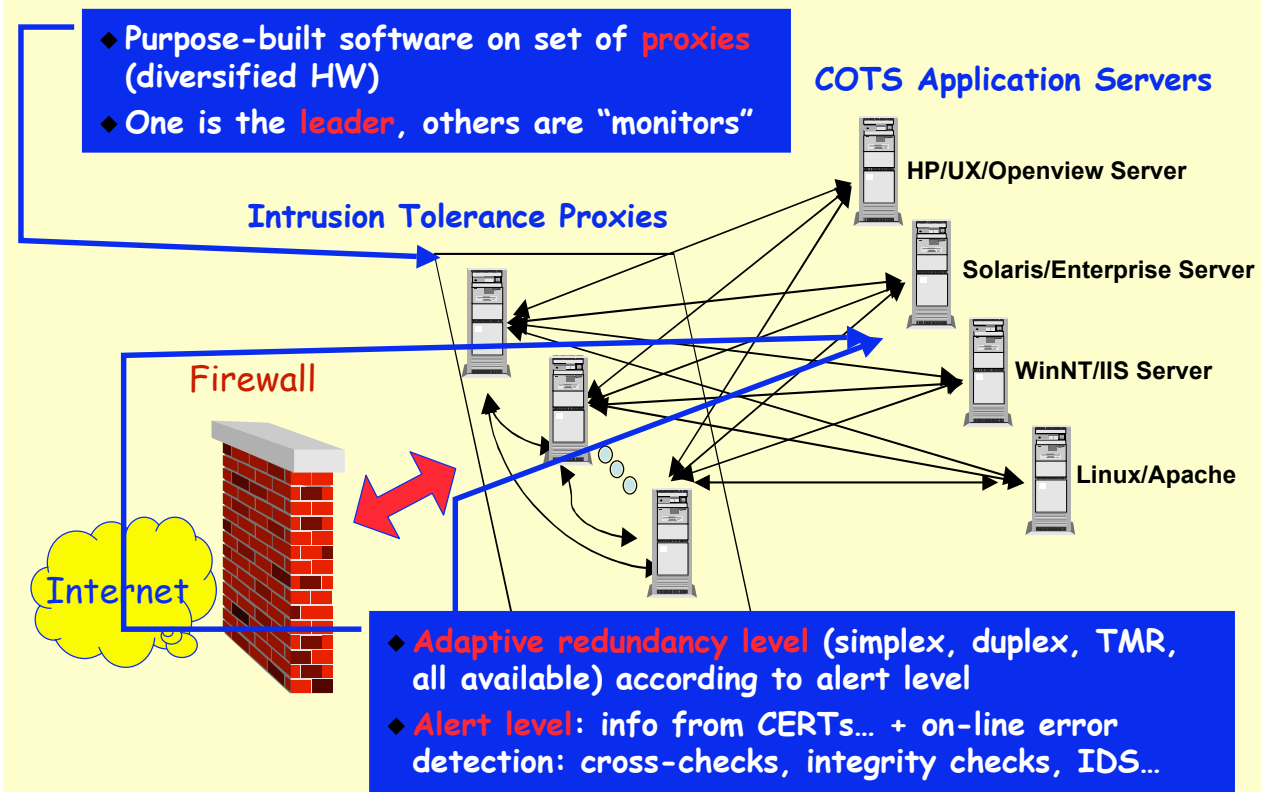 ◆ Purpose-built software on set of proxies
(diversified HW)
◆ One is the leader, others are “monitors”
COTS Application Servers
HP/UX/Openview Server
Intrusion Tolerance Proxies
Solaris/Enterprise Server
WinNT/IIS Server
Firewall
Linux/Apache
Internet
◆ Adaptive redundancy level (simplex, duplex, TMR,
all available) according to alert level
◆ Alert level: info from CERTs… + on-line error
detection: cross-checks, integrity checks, IDS…